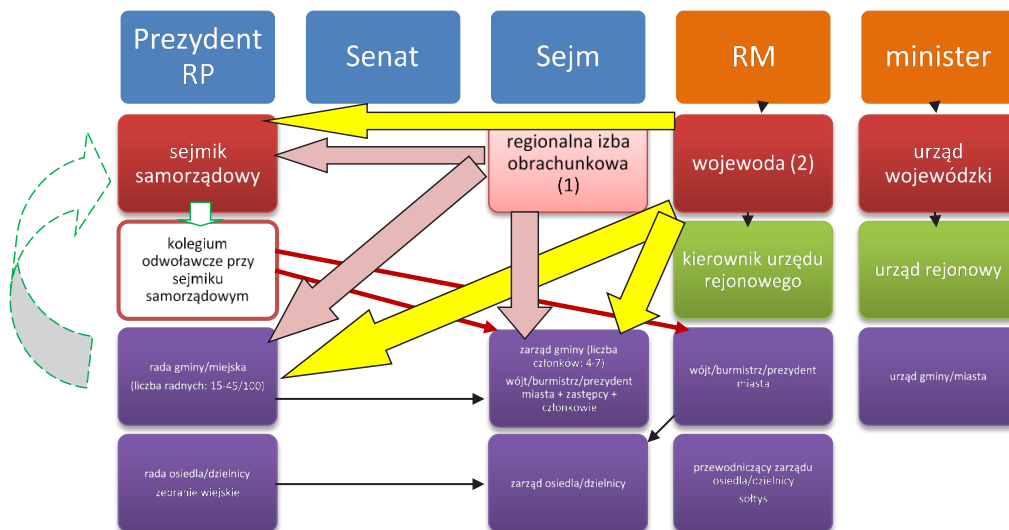 Prezydent
RP
Senat
Sejm
RM
minister
sejmik
samorządowy
regionalna izba
obrachunkowa
(1)
wojewoda (2)
urząd
wojewódzki
kolegium
odwoławcze przy
sejmiku
samorządowym
kierownik urzędu
rejonowego
urząd rejonowy
rada gminy/miejska
(liczba radnych: 15-45/100)
zarząd gminy (liczba
członków: 4-7)
wójt/burmistrz/prezydent
miasta + zastępcy +
członkowie
wójt/burmistrz/prezydent
miasta
urząd gminy/miasta
rada osiedla/dzielnicy
zebranie wiejskie
zarząd osiedla/dzielnicy
przewodniczący zarządu
osiedla/dzielnicy
sołtys